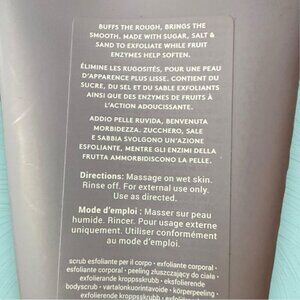 BUFFS THE ROUGH, BRINGS THE
SMOOTH. MADE WITH SUGAR, SALT &
SAND TO EXFOLIATE WHILE FRUIT
ENZYMES HELP SOFTEN.
ÉLIMINE LES RUGOSITÉS, POUR UNE PEAU
D'APPARENCE PLUS LISSE. CONTIENT DU
SUCRE, DU SEL ET DU SABLE EXFOLIANTS
AINSI QUE DES ENZYMES DE FRUITS À
L'ACTION ADOUCISSANTE.
ADDIO PELLE RUVIDA, BENVENUTA
MORBIDEZZA. ZUCCHERO, SALE
E SABBIA SVOLGONO UN'AZIONE
ESFOLIANTE, MENTRE GLI ENZIMI DELLA
FRUTTA AMMORBIDISCONO LA PELLE.
Directions: Massage on wet skin.
Rinse off. For external use only.
Use as directed.
Mode d'emploi : Masser sur peau
humide. Rincer. Pour usage externe
uniquement. Utiliser conformément
au mode d'emploi.
scrub esfoliante per il corpo • exfoliante corporal •
esfoliante corporal • peeling złuszczający do ciała •
exfolierende kroppsskrubb • eksfolierende
bodyscrub • vartalonkuorintavoide • körperpeeling •
exfolierande kroppsskrubb •